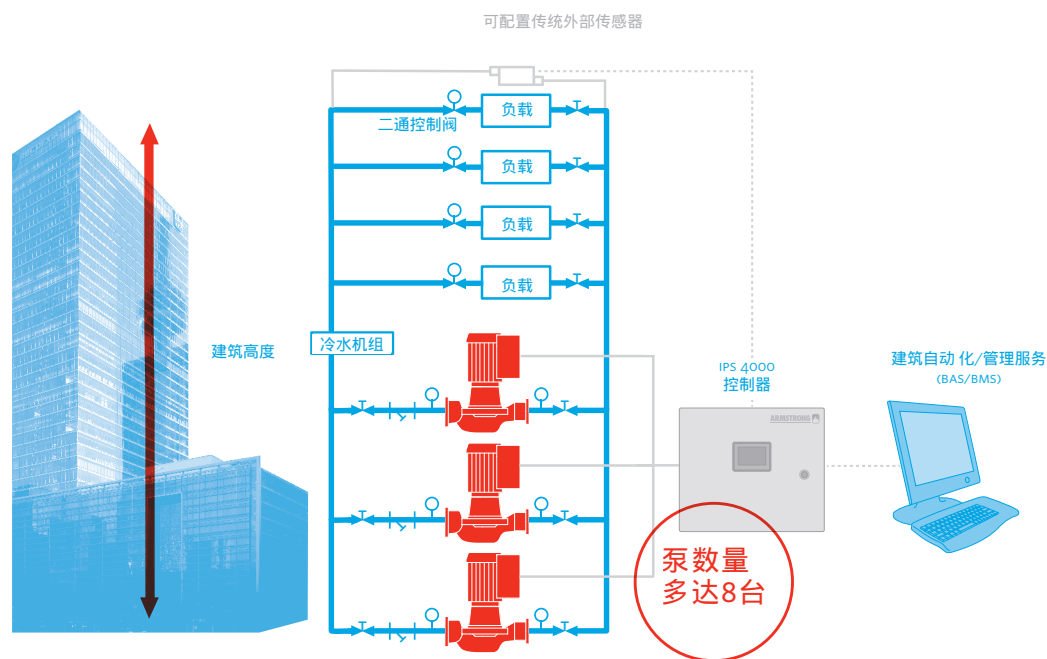 可配置传统外部传感器
负载
二通控制阀
负载
负载
负载
冷水机组
建筑高度
IPS 4000
控制器
建筑自动 化/管理服务
(BAS/BMS)
ARMSTRONG
泵数量
多达8台